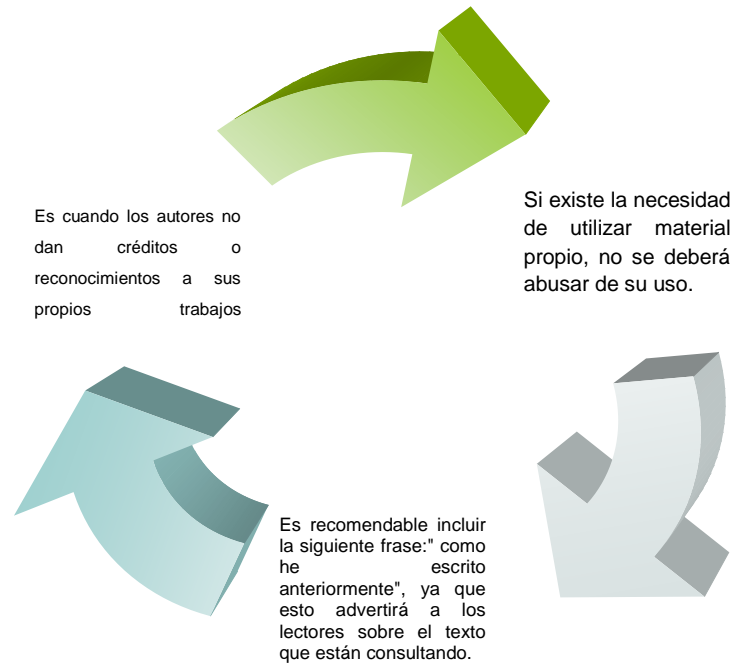 Es cuando los autores no
dan créditos o
reconocimientos a sus
propios trabajos
Si existe la necesidad
de utilizar material
propio, no se deberá
abusar de su uso.
Es recomendable incluir
la siguiente frase:" como
he escrito
anteriormente", ya que
esto advertirá a los
lectores sobre el texto
que están consultando.